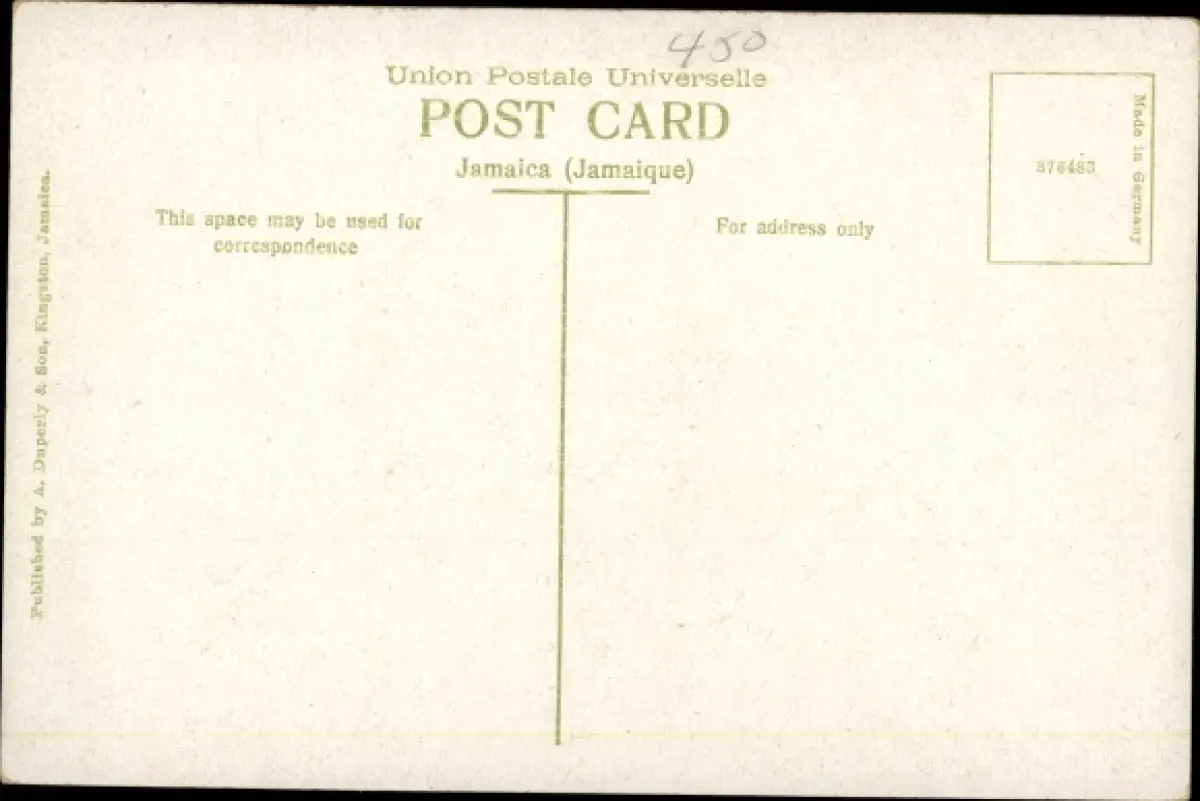 450
Union Postale Universelle
POST CARD
Jamaica (Jamaique)
This space may be used for
correspondence
For address only
876483
Made in Germany
Published by A. Duperly & Son, Kingston, Jamaica.